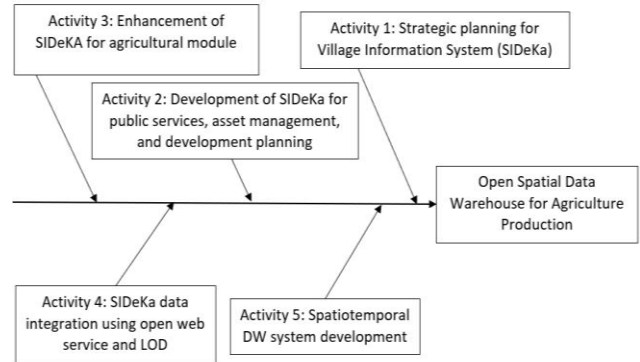 Activity 3: Enhancement of
SIDeKA for agricultural module
Activity 1: Strategic planning for
Village Information System (SIDeKa)
Activity 2: Development of SIDeKa for
public services, asset management,
and development planning
Open Spatial Data
Warehouse for Agriculture
Production
Activity 4: SIDeKa data
integration using open web
service and LOD
Activity 5: Spatiotemporal
DW system development